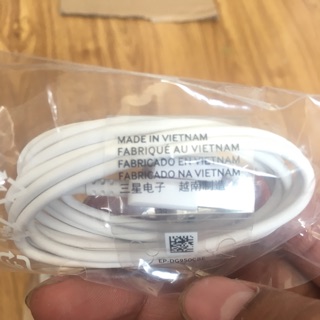 MADE IN VIETNAM
FABRIQUÉ AU VIETNAM
FABRICADO EN VIETNAM
FABRICADO NA VIETNAM
三星电子 越南制造